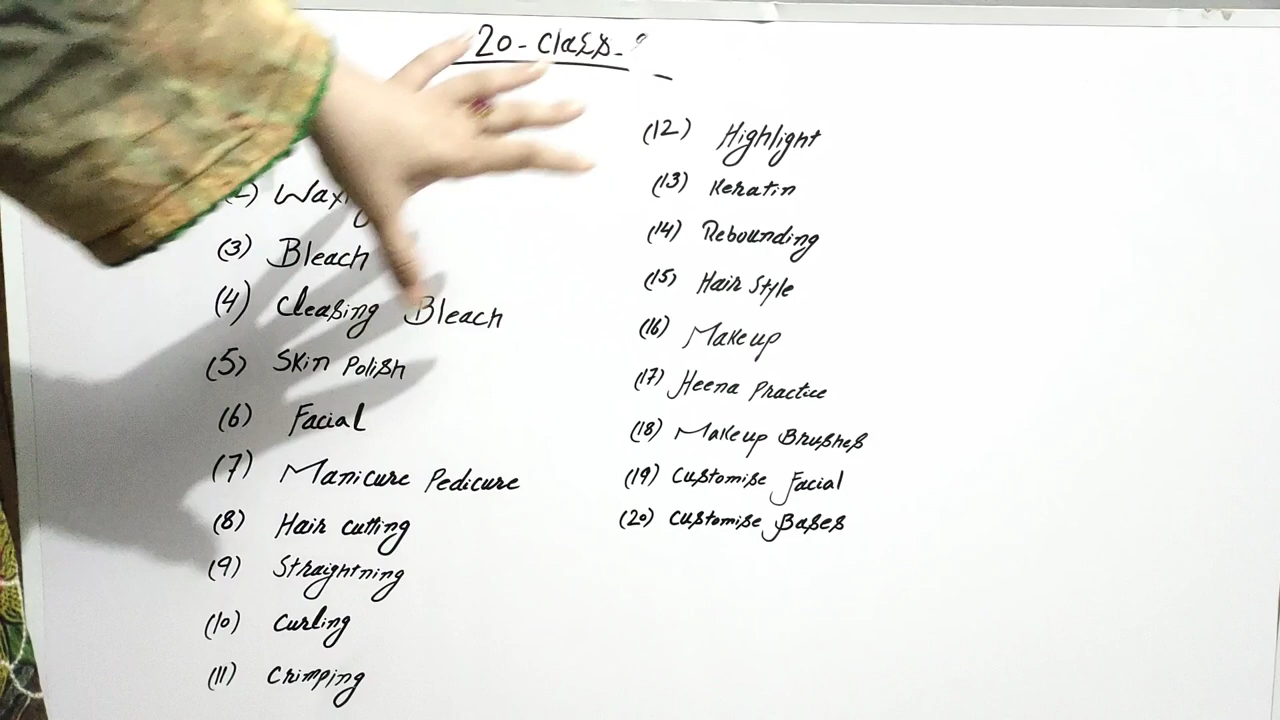 20-Class-
Waxing
(3) Bleach
(4) Cleasing Bleach
(5) Skin Polish
(6) Facial
(7) Manicure Pedicure
(8) Hair cutting
(9) Straightning
(10) Curling
(11) Crimping
(12) Highlight
(13) Keratin
(14) Rebounding
(15) Hair Style
(16) Makeup
(17) Heena Practice
(18) Makeup Brushes
(19) Customise Facial
(20) Customise Bases